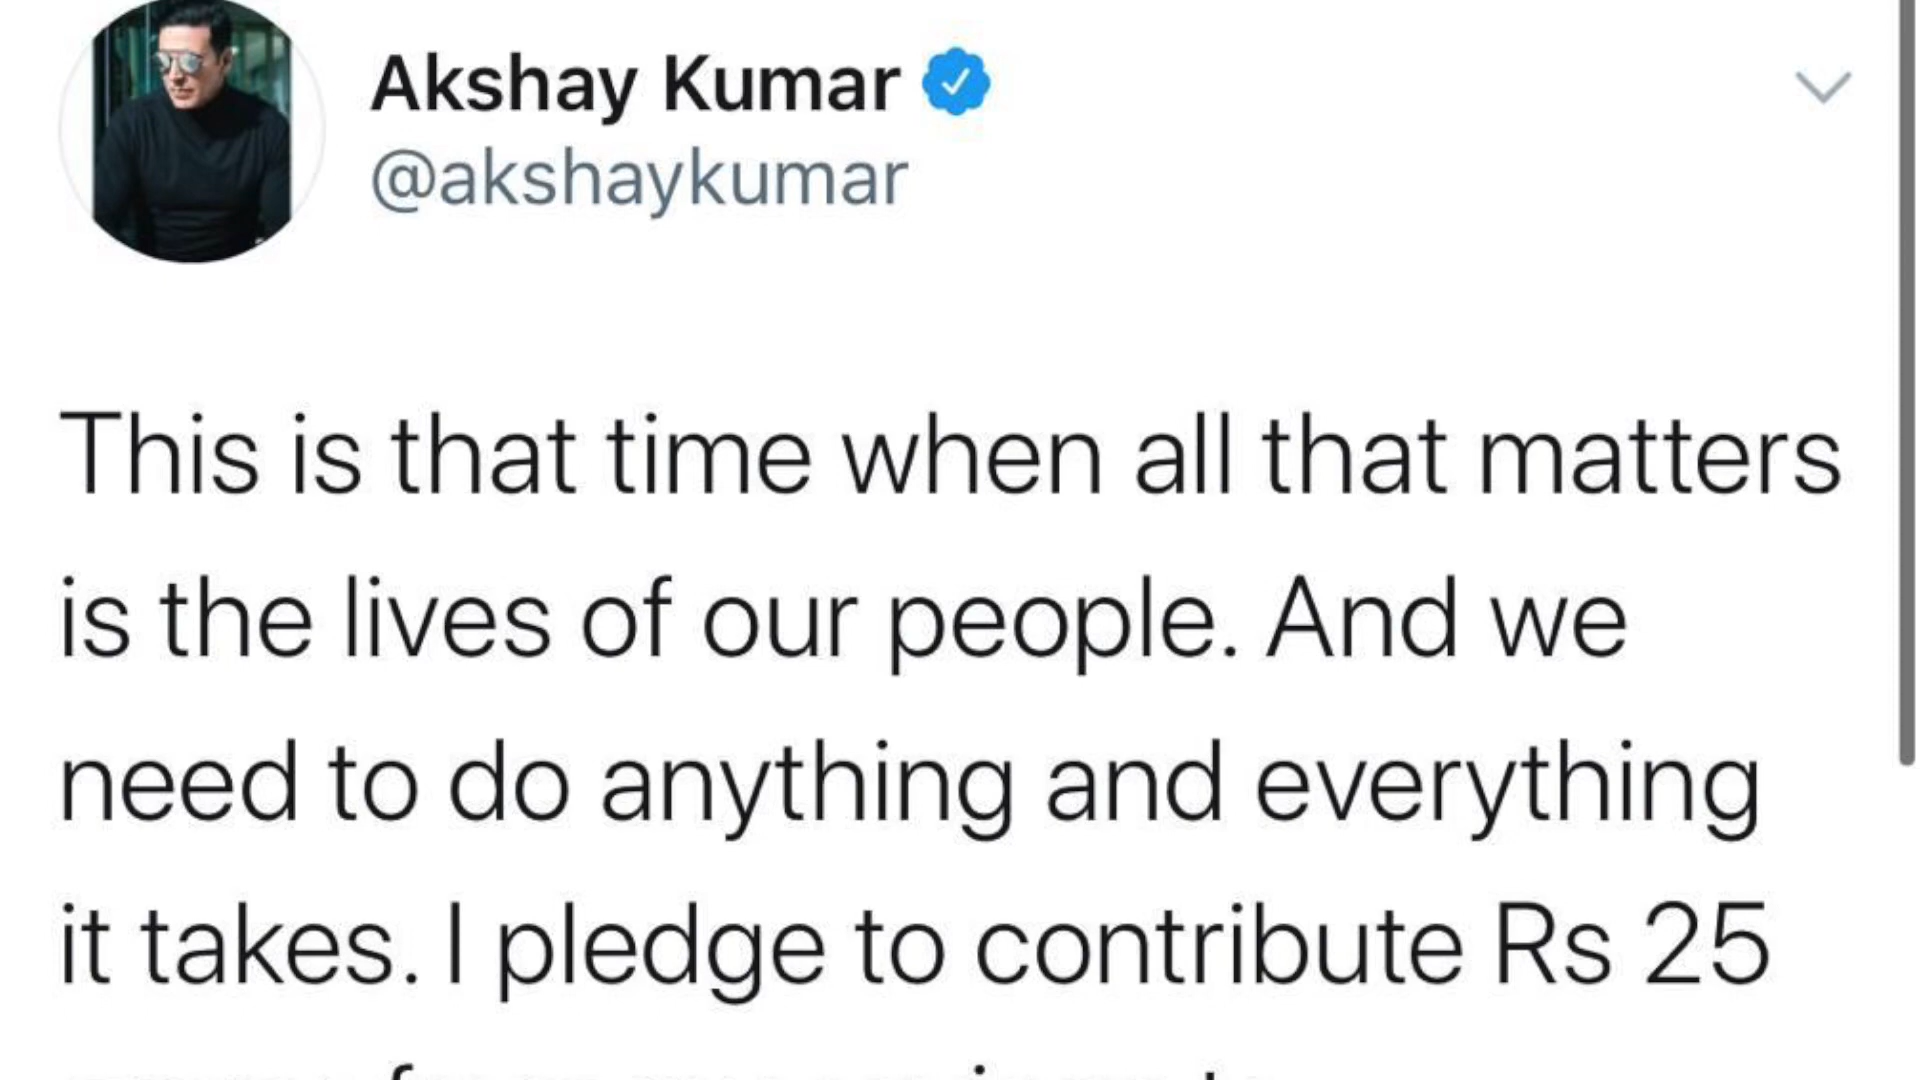 Akshay Kumar
@akshaykumar
This is that time when all that matters
is the lives of our people. And we
need to do anything and everything
it takes. I pledge to contribute Rs 25